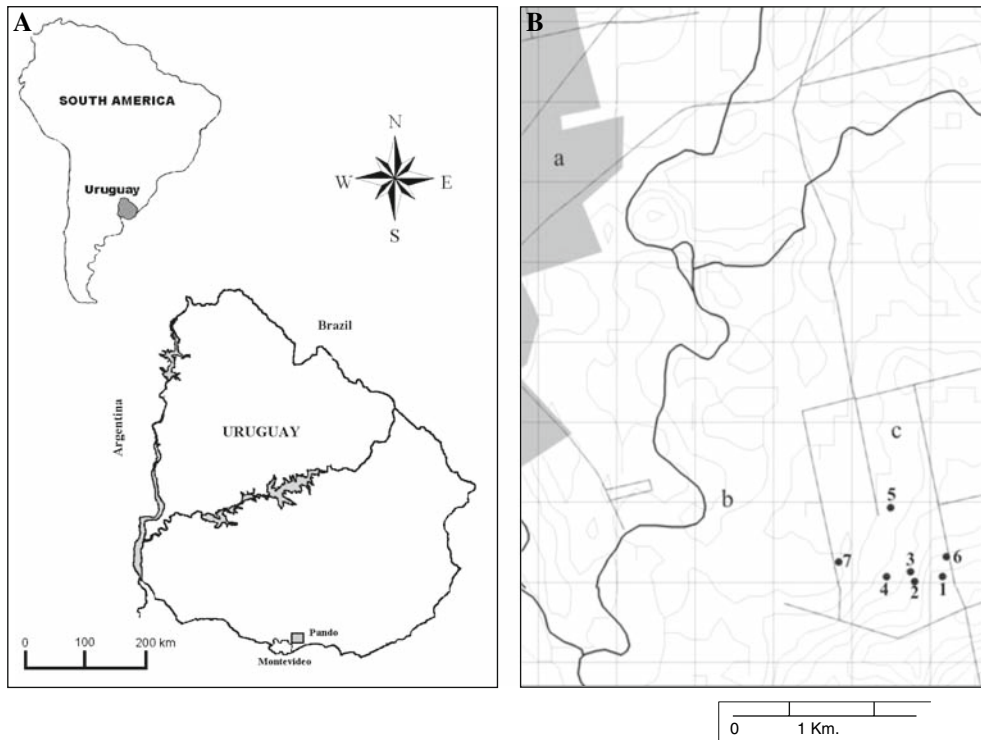 A
SOUTH AMERICA
Uruguay
N
W E
S
Brazil
Argentina
URUGUAY
Pando
Montevideo
0 100 200 km
B
a
c
b
5
7
3
6
4
2
1
0 1 Km.